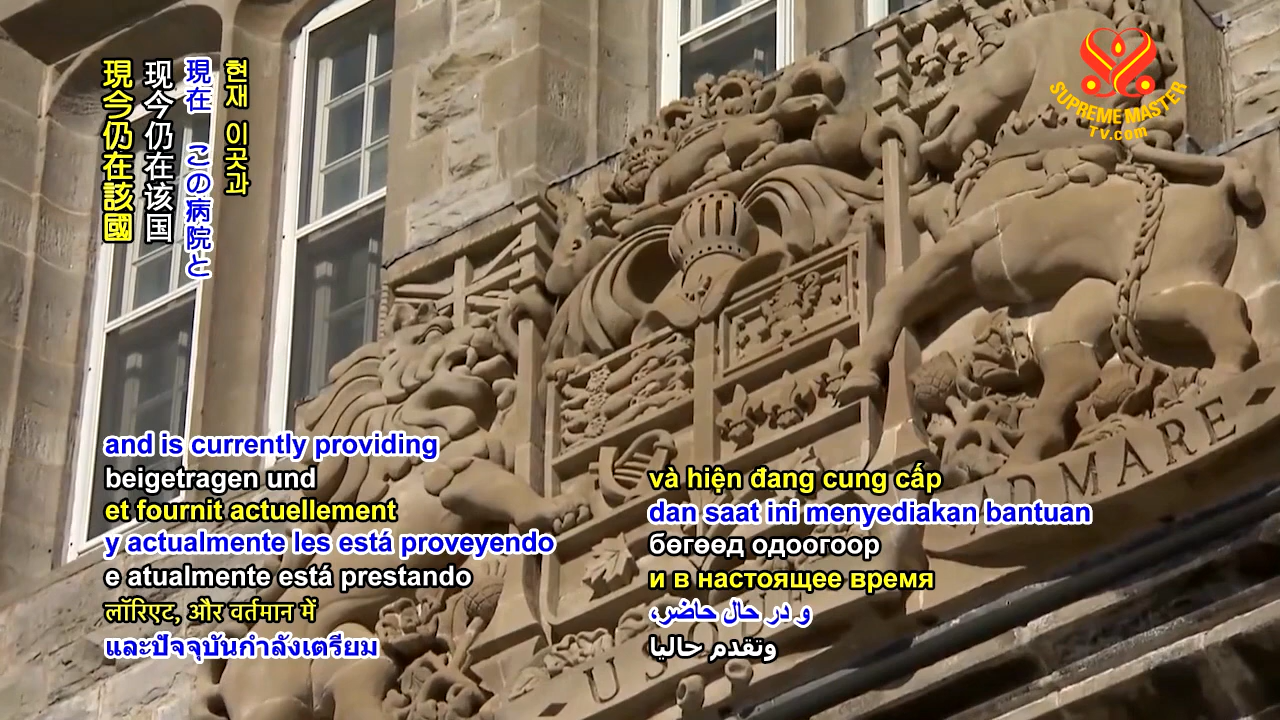 현재 이곳과
現在 この病院と
现今仍在该国
現今仍在該國
SUPREME MASTER
TV.com
and is currently providing
beigetragen und
et fournit actuellement
y actualmente les está proveyendo
e atualmente está prestando
लॉरिएट, और वर्तमान में
และปัจจุบันกำลังเตรียม
và hiện đang cung cấp
dan saat ini menyediakan bantuan
бөгөөд одоогоор
и в настоящее время
و در حال حاضر،
وتقدم حاليا
AD MARE
US